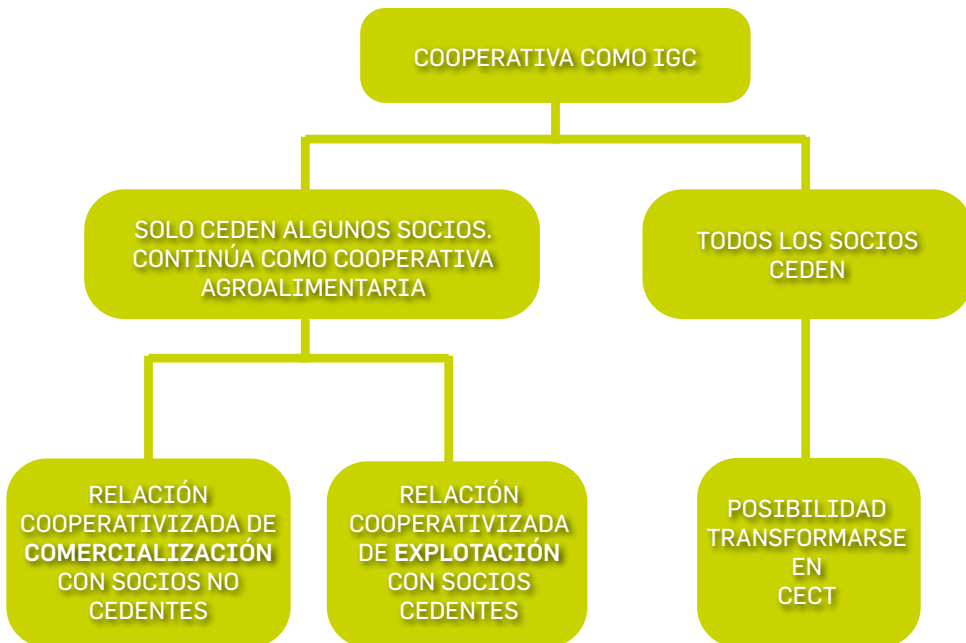 COOPERATIVA COMO IGC
SOLO CEDEN ALGUNOS SOCIOS.
CONTINÚA COMO COOPERATIVA
AGROALIMENTARIA
TODOS LOS SOCIOS
CEDEN
RELACIÓN
COOPERATIVIZADA DE
COMERCIALIZACIÓN
CON SOCIOS NO
CEDENTES
RELACIÓN
COOPERATIVIZADA
DE EXPLOTACIÓN
CON SOCIOS
CEDENTES
POSIBILIDAD
TRANSFORMARSE
EN
CECT